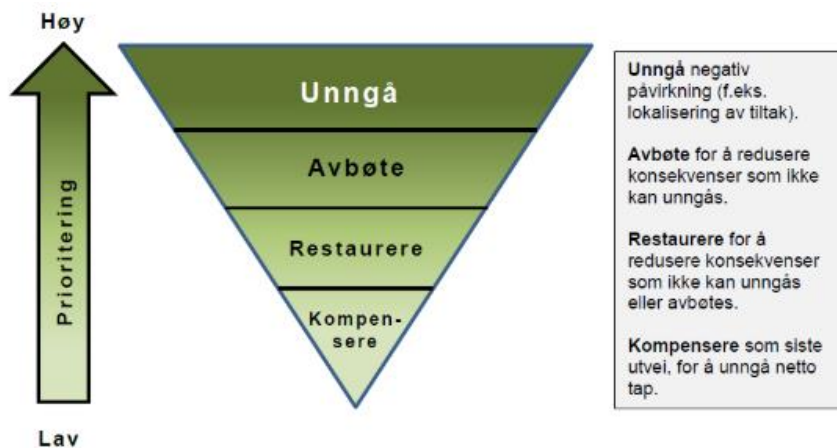 Høy
Prioritering
Lav
Unngå
Avbøte
Restaurere
Kompen-
sere
Unngå negativ
påvirkning (f.eks.
lokalisering av tiltak).
Avbøte for å redusere
konsekvenser som ikke
kan unngås.
Restaurere for å
redusere konsekvenser
som ikke kan unngås
eller avbøtes.
Kompensere som siste
utvei, for å unngå netto
tap.